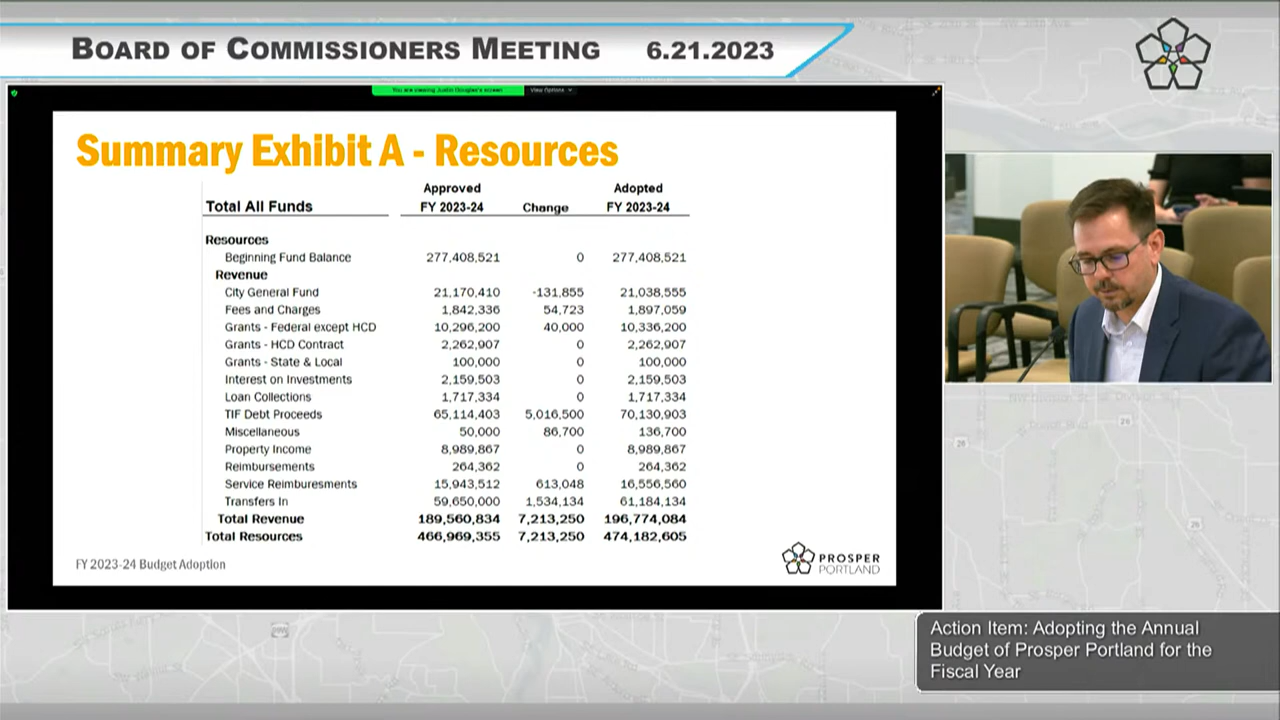 BOARD OF COMMISSIONERS MEETING 6.21.2023
You are viewing Justin Douglas's screen View Options
Summary Exhibit A - Resources
Approved Adopted
Total All Funds FY 2023-24 Change FY 2023-24
Resources
Beginning Fund Balance 277,408,521 0 277,408,521
Revenue
City General Fund 21,170,410 -131,855 21,038,555
Fees and Charges 1,842,336 54,723 1,897,059
Grants - Federal except HCD 10,296,200 40,000 10,336,200
Grants - HCD Contract 2,262,907 0 2,262,907
Grants - State & Local 100,000 0 100,000
Interest on Investments 2,159,503 0 2,159,503
Loan Collections 1,717,334 0 1,717,334
TIF Debt Proceeds 65,114,403 5,016,500 70,130,903
Miscellaneous 50,000 86,700 136,700
Property Income 8,989,867 0 8,989,867
Reimbursements 264,362 0 264,362
Service Reimburesments 15,943,512 613,048 16,556,560
Transfers In 59,650,000 1,534,134 61,184,134
Total Revenue 189,560,834 7,213,250 196,774,084
Total Resources 466,969,355 7,213,250 474,182,605
FY 2023-24 Budget Adoption
PROSPER
PORTLAND
Action Item: Adopting the Annual
Budget of Prosper Portland for the
Fiscal Year